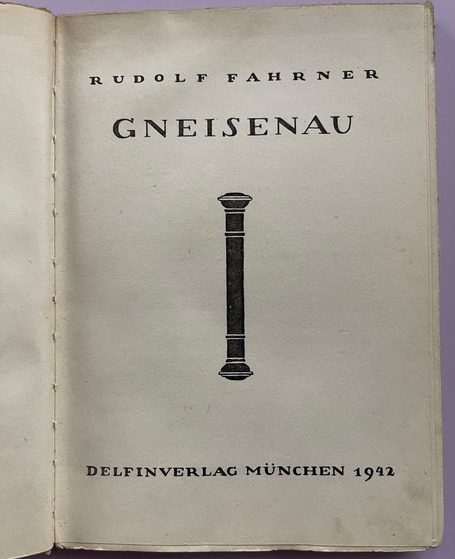 RUDOLF FAHRNER
GNEISENAU
DELFINVERLAG MÜNCHEN 1942